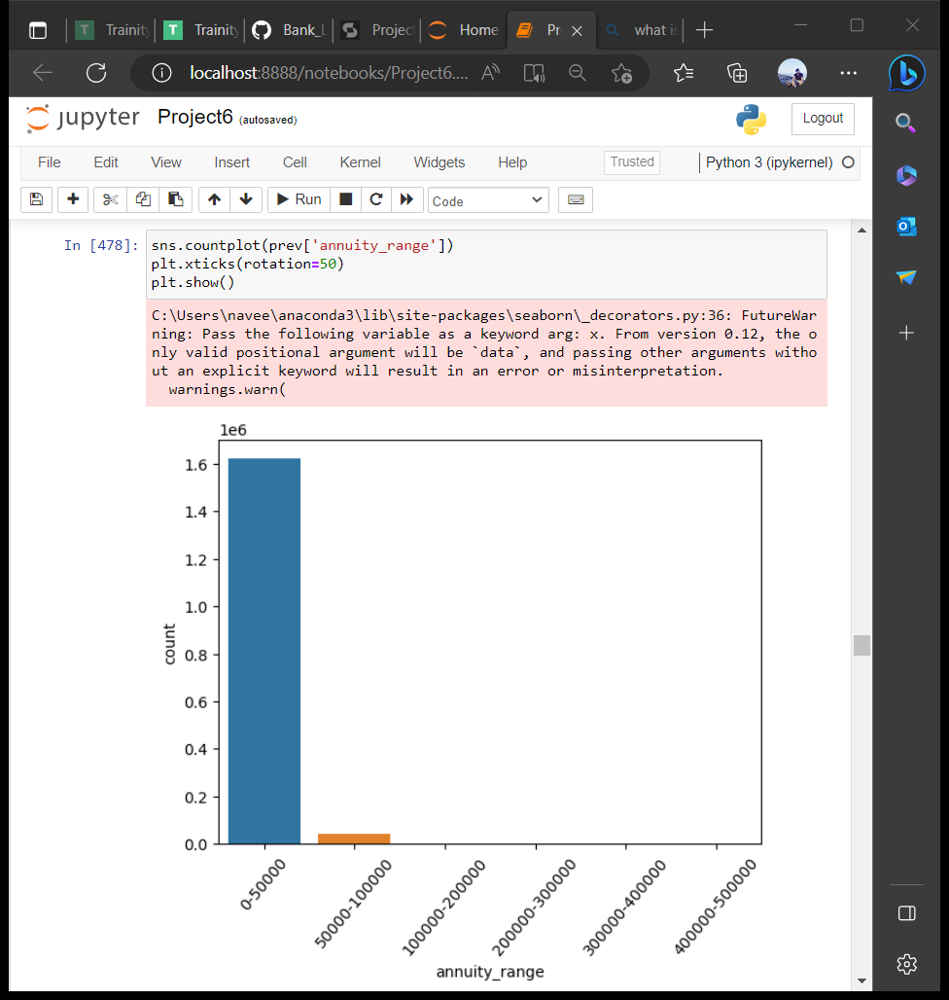 Trainity
Trainity
Bank_L
Project
Home
Pr
what is
localhost:8888/notebooks/Project6....
jupyter Project6 (autosaved)
Logout
File Edit View Insert Cell Kernel Widgets Help Trusted Python 3 (ipykernel)
Run
Code
In [478]:
sns.countplot(prev['annuity_range'])
plt.xticks(rotation=50)
plt.show()
C:\Users\navee\anaconda3\lib\site-packages\seaborn\_decorators.py:36: FutureWar
ning: Pass the following variable as a keyword arg: x. From version 0.12, the o
nly valid positional argument will be `data`, and passing other arguments witho
ut an explicit keyword will result in an error or misinterpretation.
warnings.warn(
1e6
1.6
1.4
1.2
1.0
0.8
0.6
0.4
0.2
0.0
count
0-50000
50000-100000
100000-200000
200000-300000
300000-400000
400000-500000
annuity_range